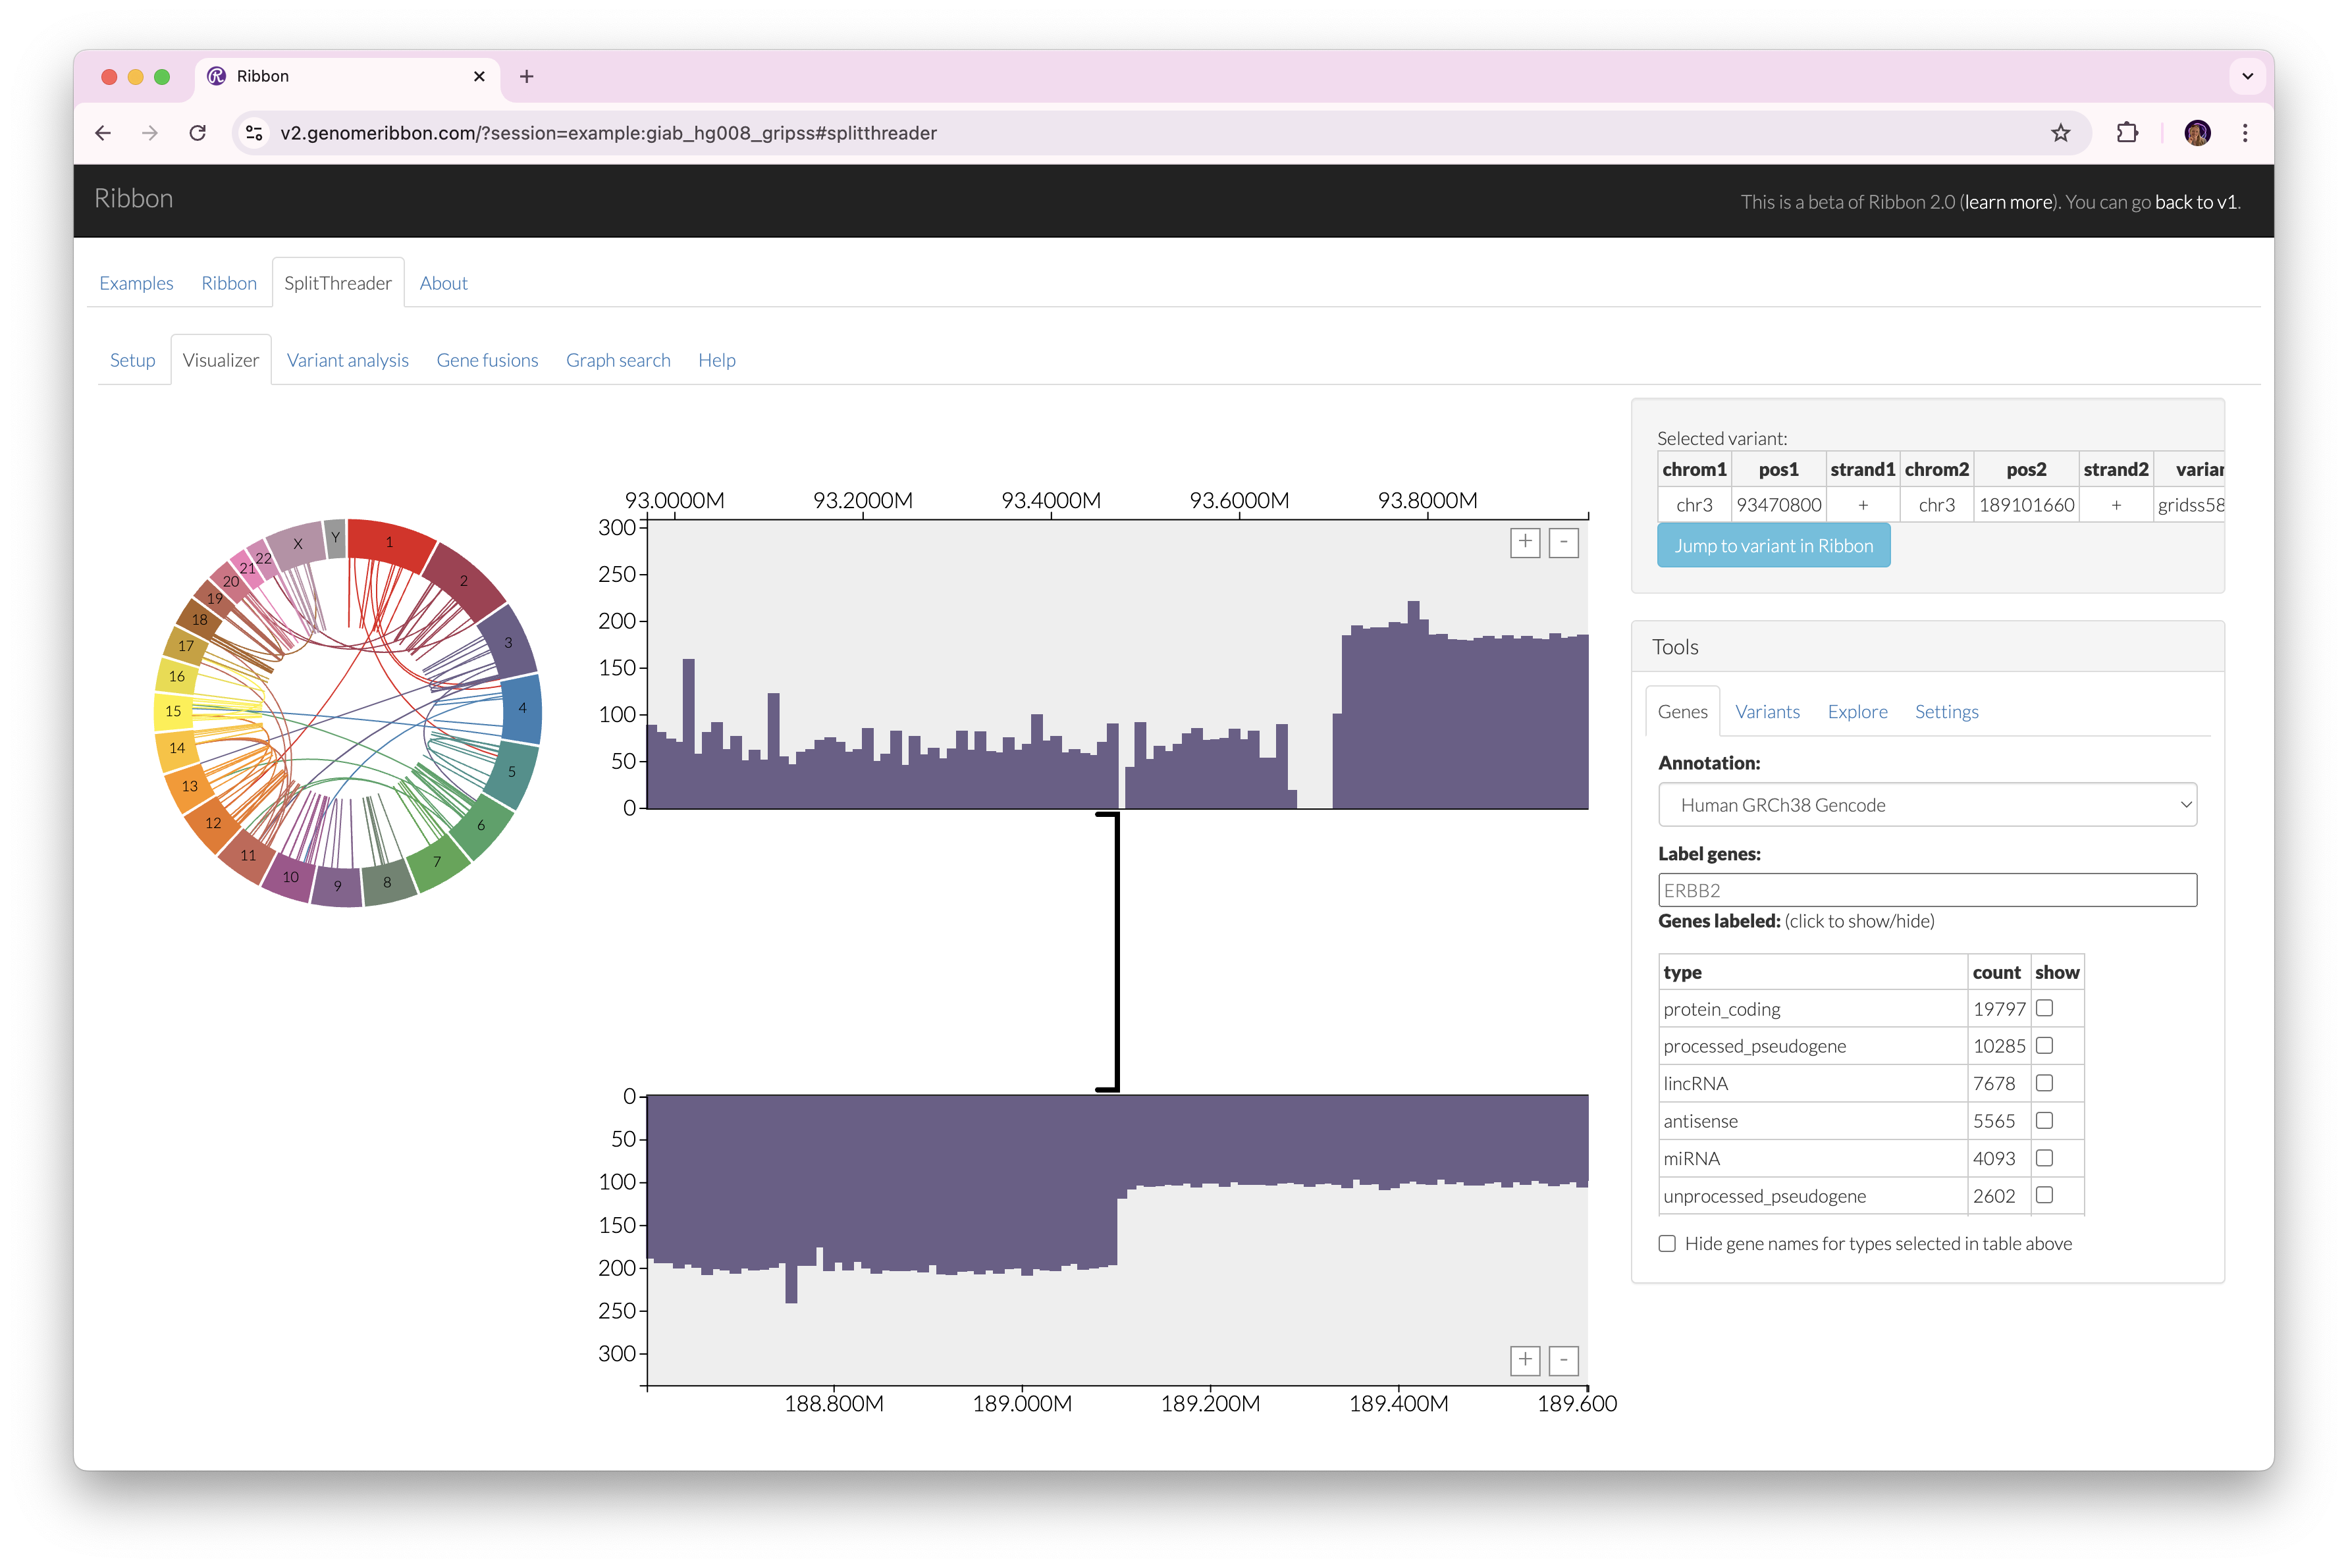 Ribbon
v2.genomeribbon.com/?session=example:giab_hg008_gripss#splitthreader
Ribbon
This is a beta of Ribbon 2.0 (learn more). You can go back to v1.
Examples Ribbon SplitThreader About
Setup Visualizer Variant analysis Gene fusions Graph search Help
1
2
3
4
5
6
7
8
9
10
11
12
13
14
15
16
17
18
19
20
21
22
X
Y
93.0000M 93.2000M 93.4000M 93.6000M 93.8000M
300
250
200
150
100
50
0
+ -
0
50
100
150
200
250
300
+ -
188.800M 189.000M 189.200M 189.400M 189.600
Selected variant:
chrom1 pos1 strand1 chrom2 pos2 strand2 varian
chr3 93470800 + chr3 189101660 + gridss58
Jump to variant in Ribbon
Tools
Genes Variants Explore Settings
Annotation:
Human GRCh38 Gencode
Label genes:
ERBB2
Genes labeled: (click to show/hide)
type count show
protein_coding 19797
processed_pseudogene 10285
lincRNA 7678
antisense 5565
miRNA 4093
unprocessed_pseudogene 2602
Hide gene names for types selected in table above